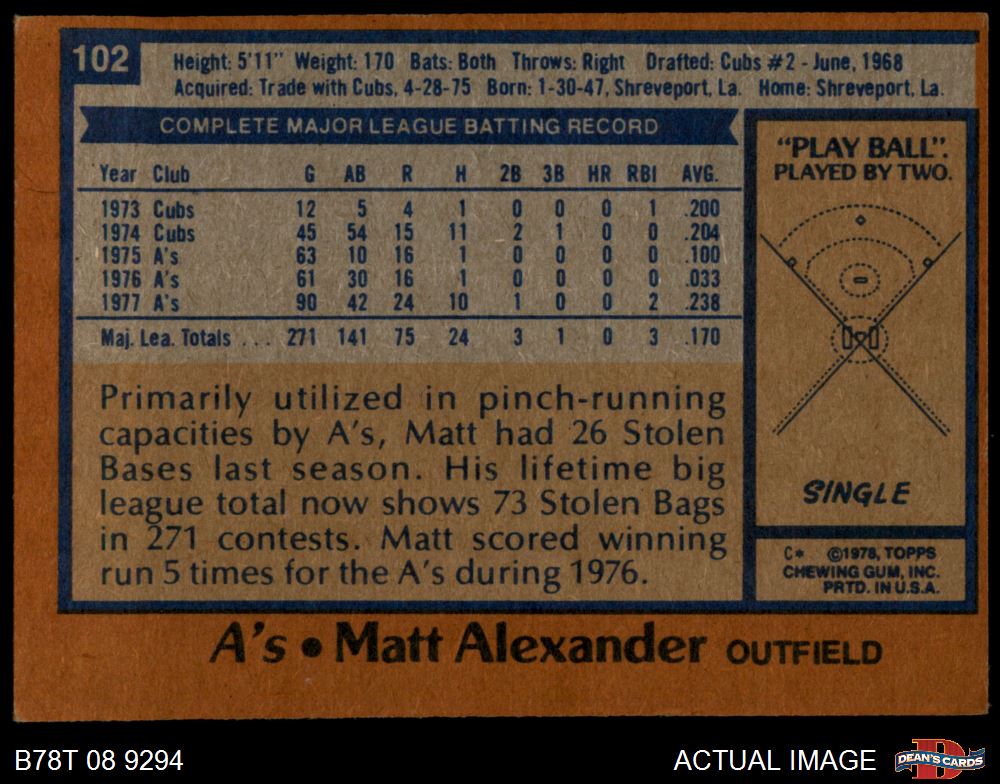 102
Height: 5'11" Weight: 170 Bats: Both Throws: Right Drafted: Cubs #2 - June, 1968
Acquired: Trade with Cubs, 4-28-75 Born: 1-30-47, Shreveport, La. Home: Shreveport, La.
COMPLETE MAJOR LEAGUE BATTING RECORD
Year Club G AB R H 2B 3B HR RBI AVG.
1973 Cubs 12 5 4 1 0 0 0 1 .200
1974 Cubs 45 54 15 11 2 1 0 0 .204
1975 A's 63 10 16 1 0 0 0 0 .100
1976 A's 61 30 16 1 0 0 0 0 .033
1977 A's 90 42 24 10 1 0 0 2 .238
Maj. Lea. Totals . . . 271 141 75 24 3 1 0 3 .170
Primarily utilized in pinch-running
capacities by A's, Matt had 26 Stolen
Bases last season. His lifetime big
league total now shows 73 Stolen Bags
in 271 contests. Matt scored winning
run 5 times for the A's during 1976.
"PLAY BALL".
PLAYED BY TWO.
SINGLE
C* ©1978, TOPPS
CHEWING GUM, INC.
PRTD. IN U.S.A.
A's • Matt Alexander OUTFIELD
B78T 08 9294
ACTUAL IMAGE
DEAN'S CARDS